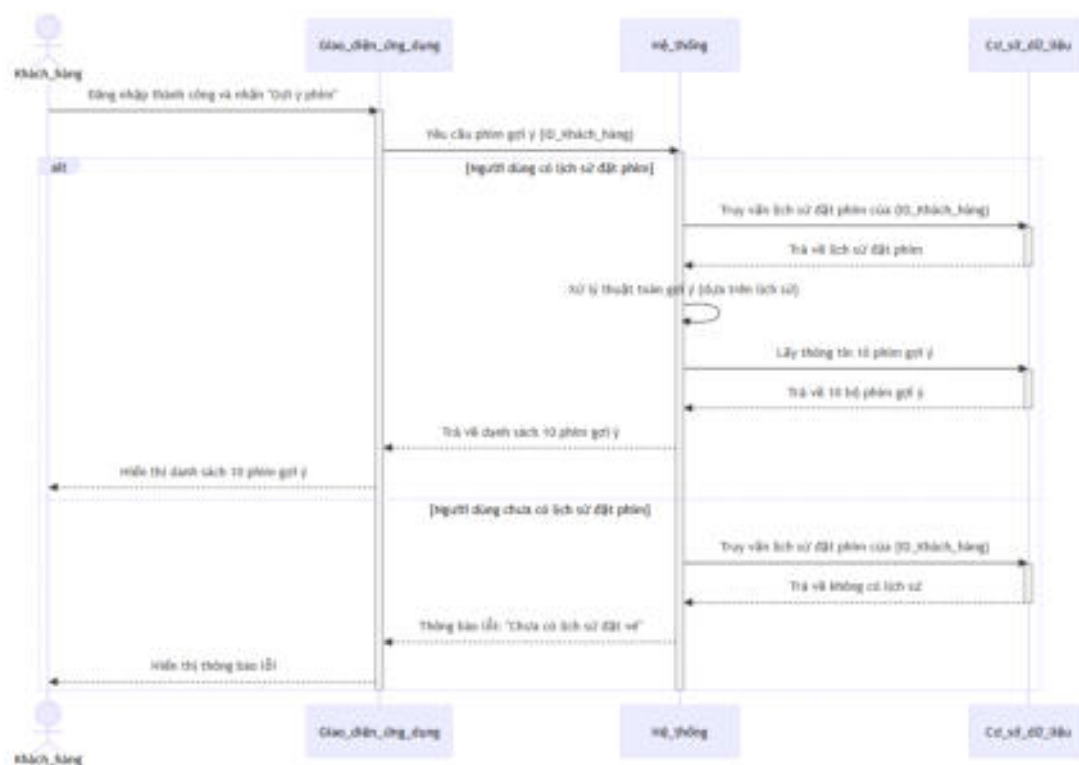 Giao_diện_ứng_dụng
Hệ_thống
Cơ_sở_dữ_liệu
Khách_hàng
Đăng nhập thành công và nhấn "Gợi ý phim"
Yêu cầu phim gợi ý (ID_Khách_hàng)
alt
[Người dùng có lịch sử đặt phim]
Truy vấn lịch sử đặt phim của (ID_Khách_hàng)
Trả về lịch sử đặt phim
Xử lý thuật toán gợi ý (dựa trên lịch sử)
Lấy thông tin 10 phim gợi ý
Trả về 10 bộ phim gợi ý
Trả về danh sách 10 phim gợi ý
Hiển thị danh sách 10 phim gợi ý
[Người dùng chưa có lịch sử đặt phim]
Truy vấn lịch sử đặt phim của (ID_Khách_hàng)
Trả về không có lịch sử
Thông báo lỗi: "Chưa có lịch sử đặt vé"
Hiển thị thông báo lỗi
Giao_diện_ứng_dụng
Hệ_thống
Cơ_sở_dữ_liệu
Khách_hàng